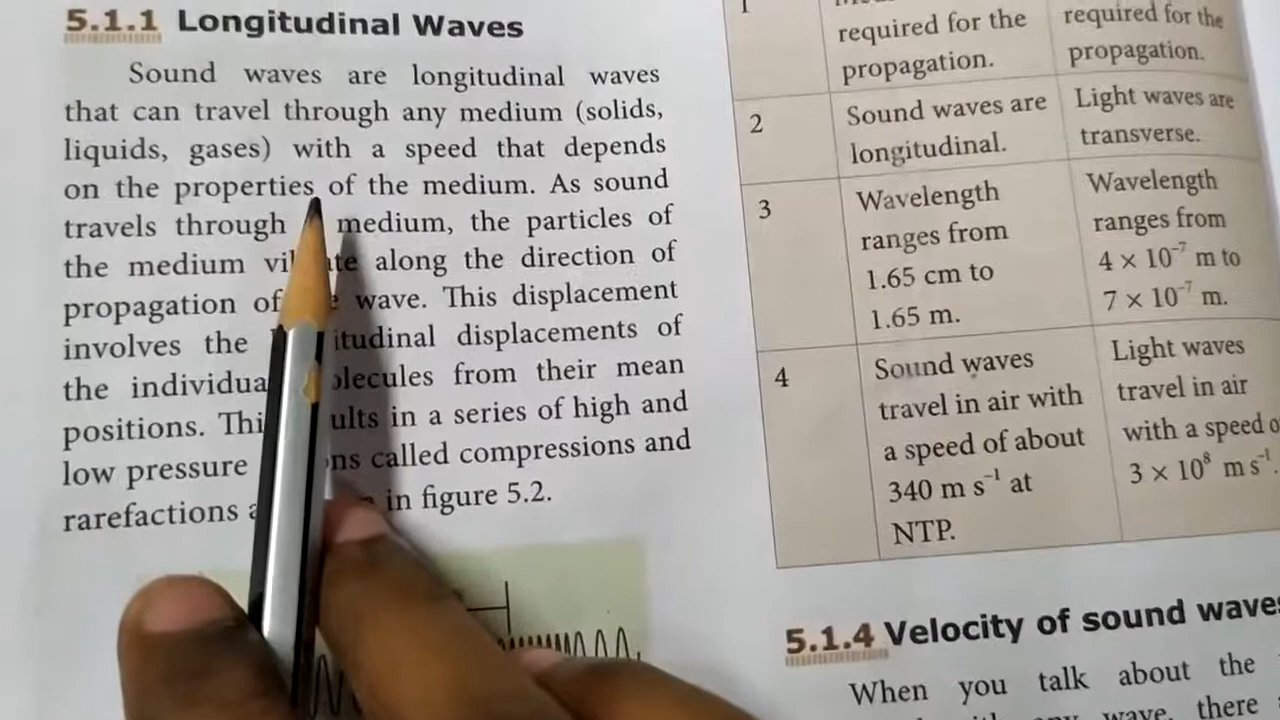 5.1.1 Longitudinal Waves
Sound waves are longitudinal waves
that can travel through any medium (solids,
liquids, gases) with a speed that depends
on the properties of the medium. As sound
travels through medium, the particles of
the medium along the direction of
propagation of wave. This displacement
involves the displacements of
the from their mean
positions. in a series of high and
low pressure called compressions and
rarefactions in figure 5.2.
1
required for the
propagation.
required for the
propagation.
2
Sound waves are
longitudinal.
Light waves are
transverse.
3
Wavelength
ranges from
1.65 cm to
1.65 m.
Wavelength
ranges from
4 × 10⁻⁷ m to
7 × 10⁻⁷ m.
4
Sound waves
travel in air with
a speed of about
340 m s⁻¹ at
NTP.
Light waves
travel in air
with a speed
3 × 10⁸ m s⁻¹.
5.1.4 Velocity of sound waves
When you talk about the
wave, there